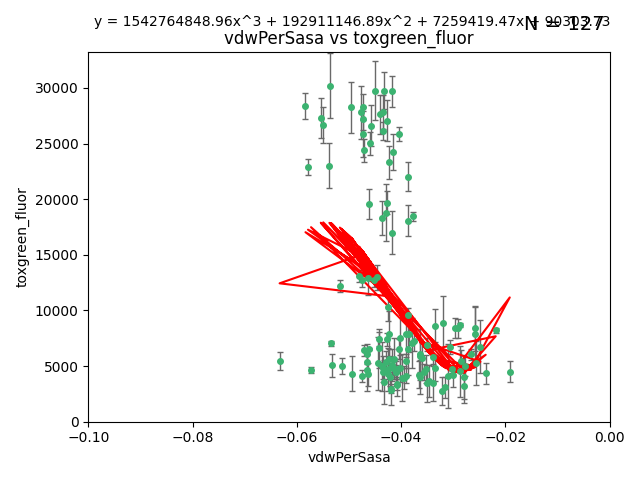 y = 1542764848.96x^3 + 192911146.89x^2 + 7259419.47x + 90303.73
N = 127
vdwPerSasa vs toxgreen_fluor
toxgreen_fluor
30000
25000
20000
15000
10000
5000
0
−0.10
−0.08
−0.06
−0.04
−0.02
0.00
vdwPerSasa